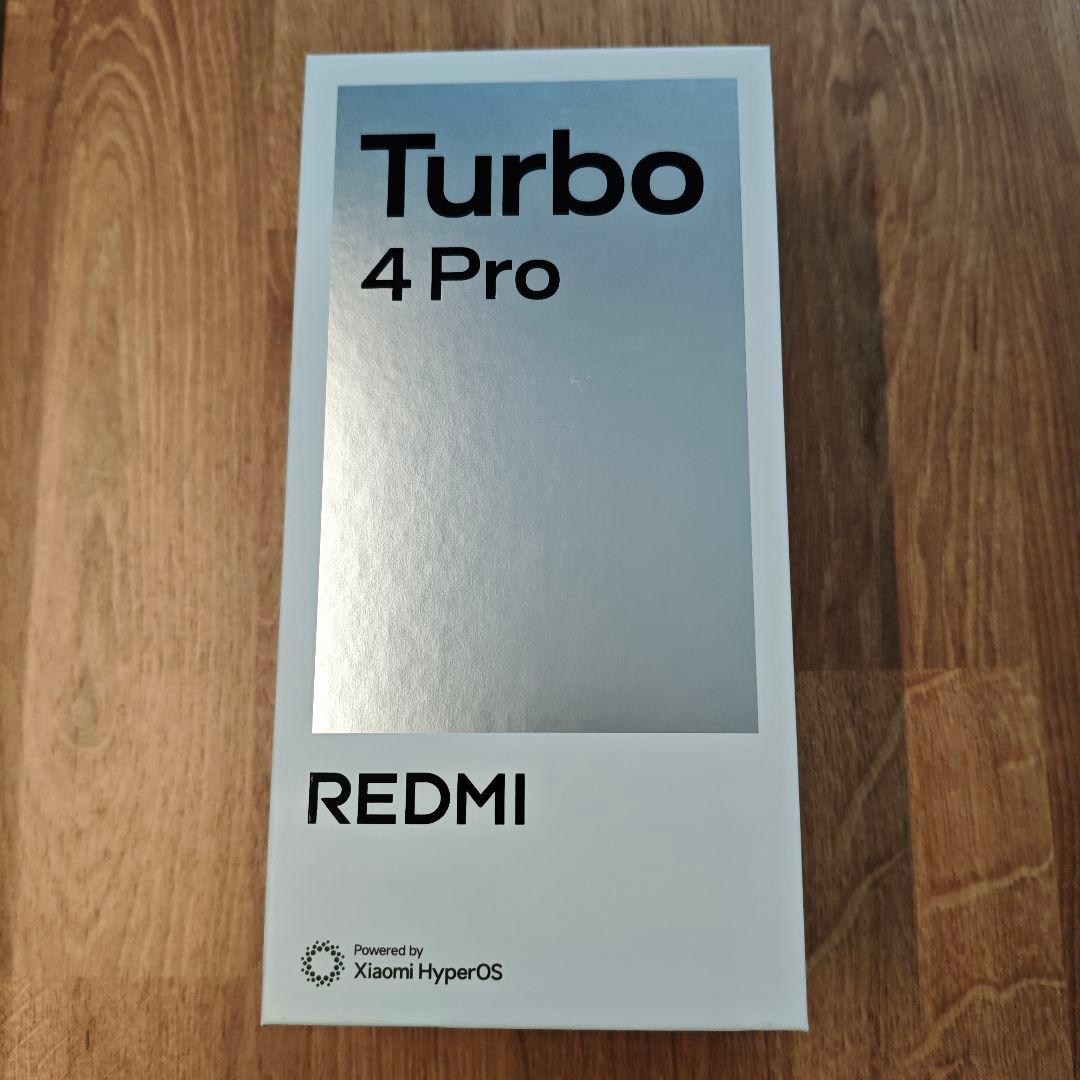 Turbo
4 Pro
REDMI
Powered by
Xiaomi HyperOS